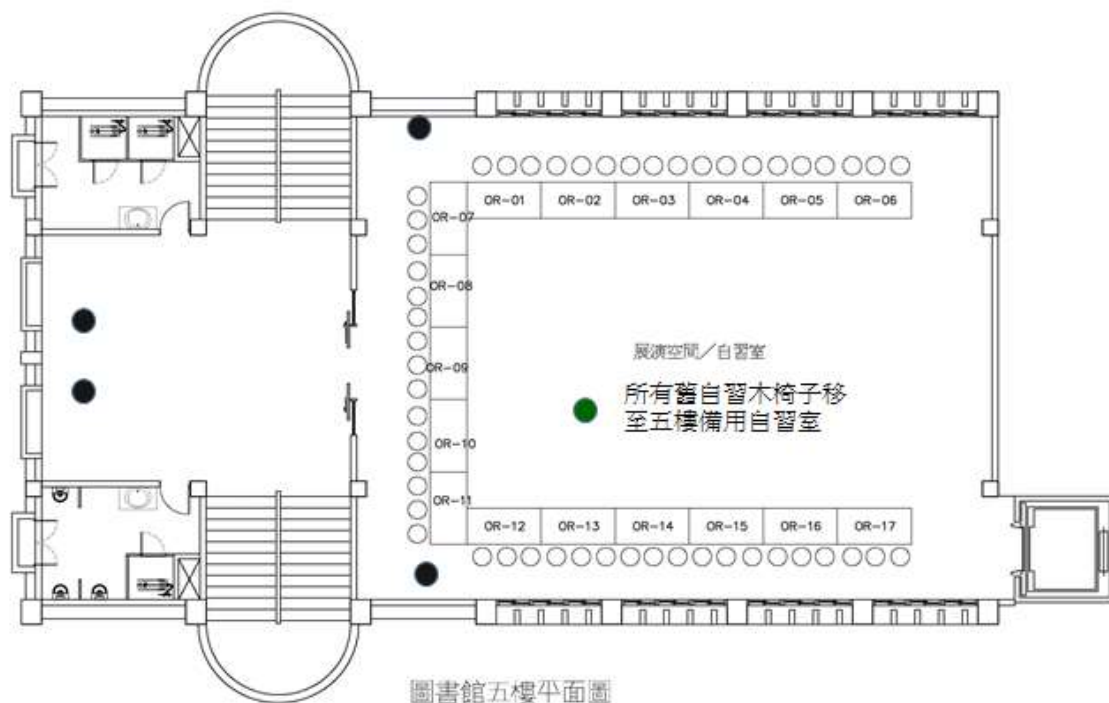 OR-01 OR-02 OR-03 OR-04 OR-05 OR-06
OR-07
OR-08
OR-09
OR-10
OR-11
展演空間／自習室
所有舊自習木椅子移
至五樓備用自習室
OR-12 OR-13 OR-14 OR-15 OR-16 OR-17
圖書館五樓平面圖